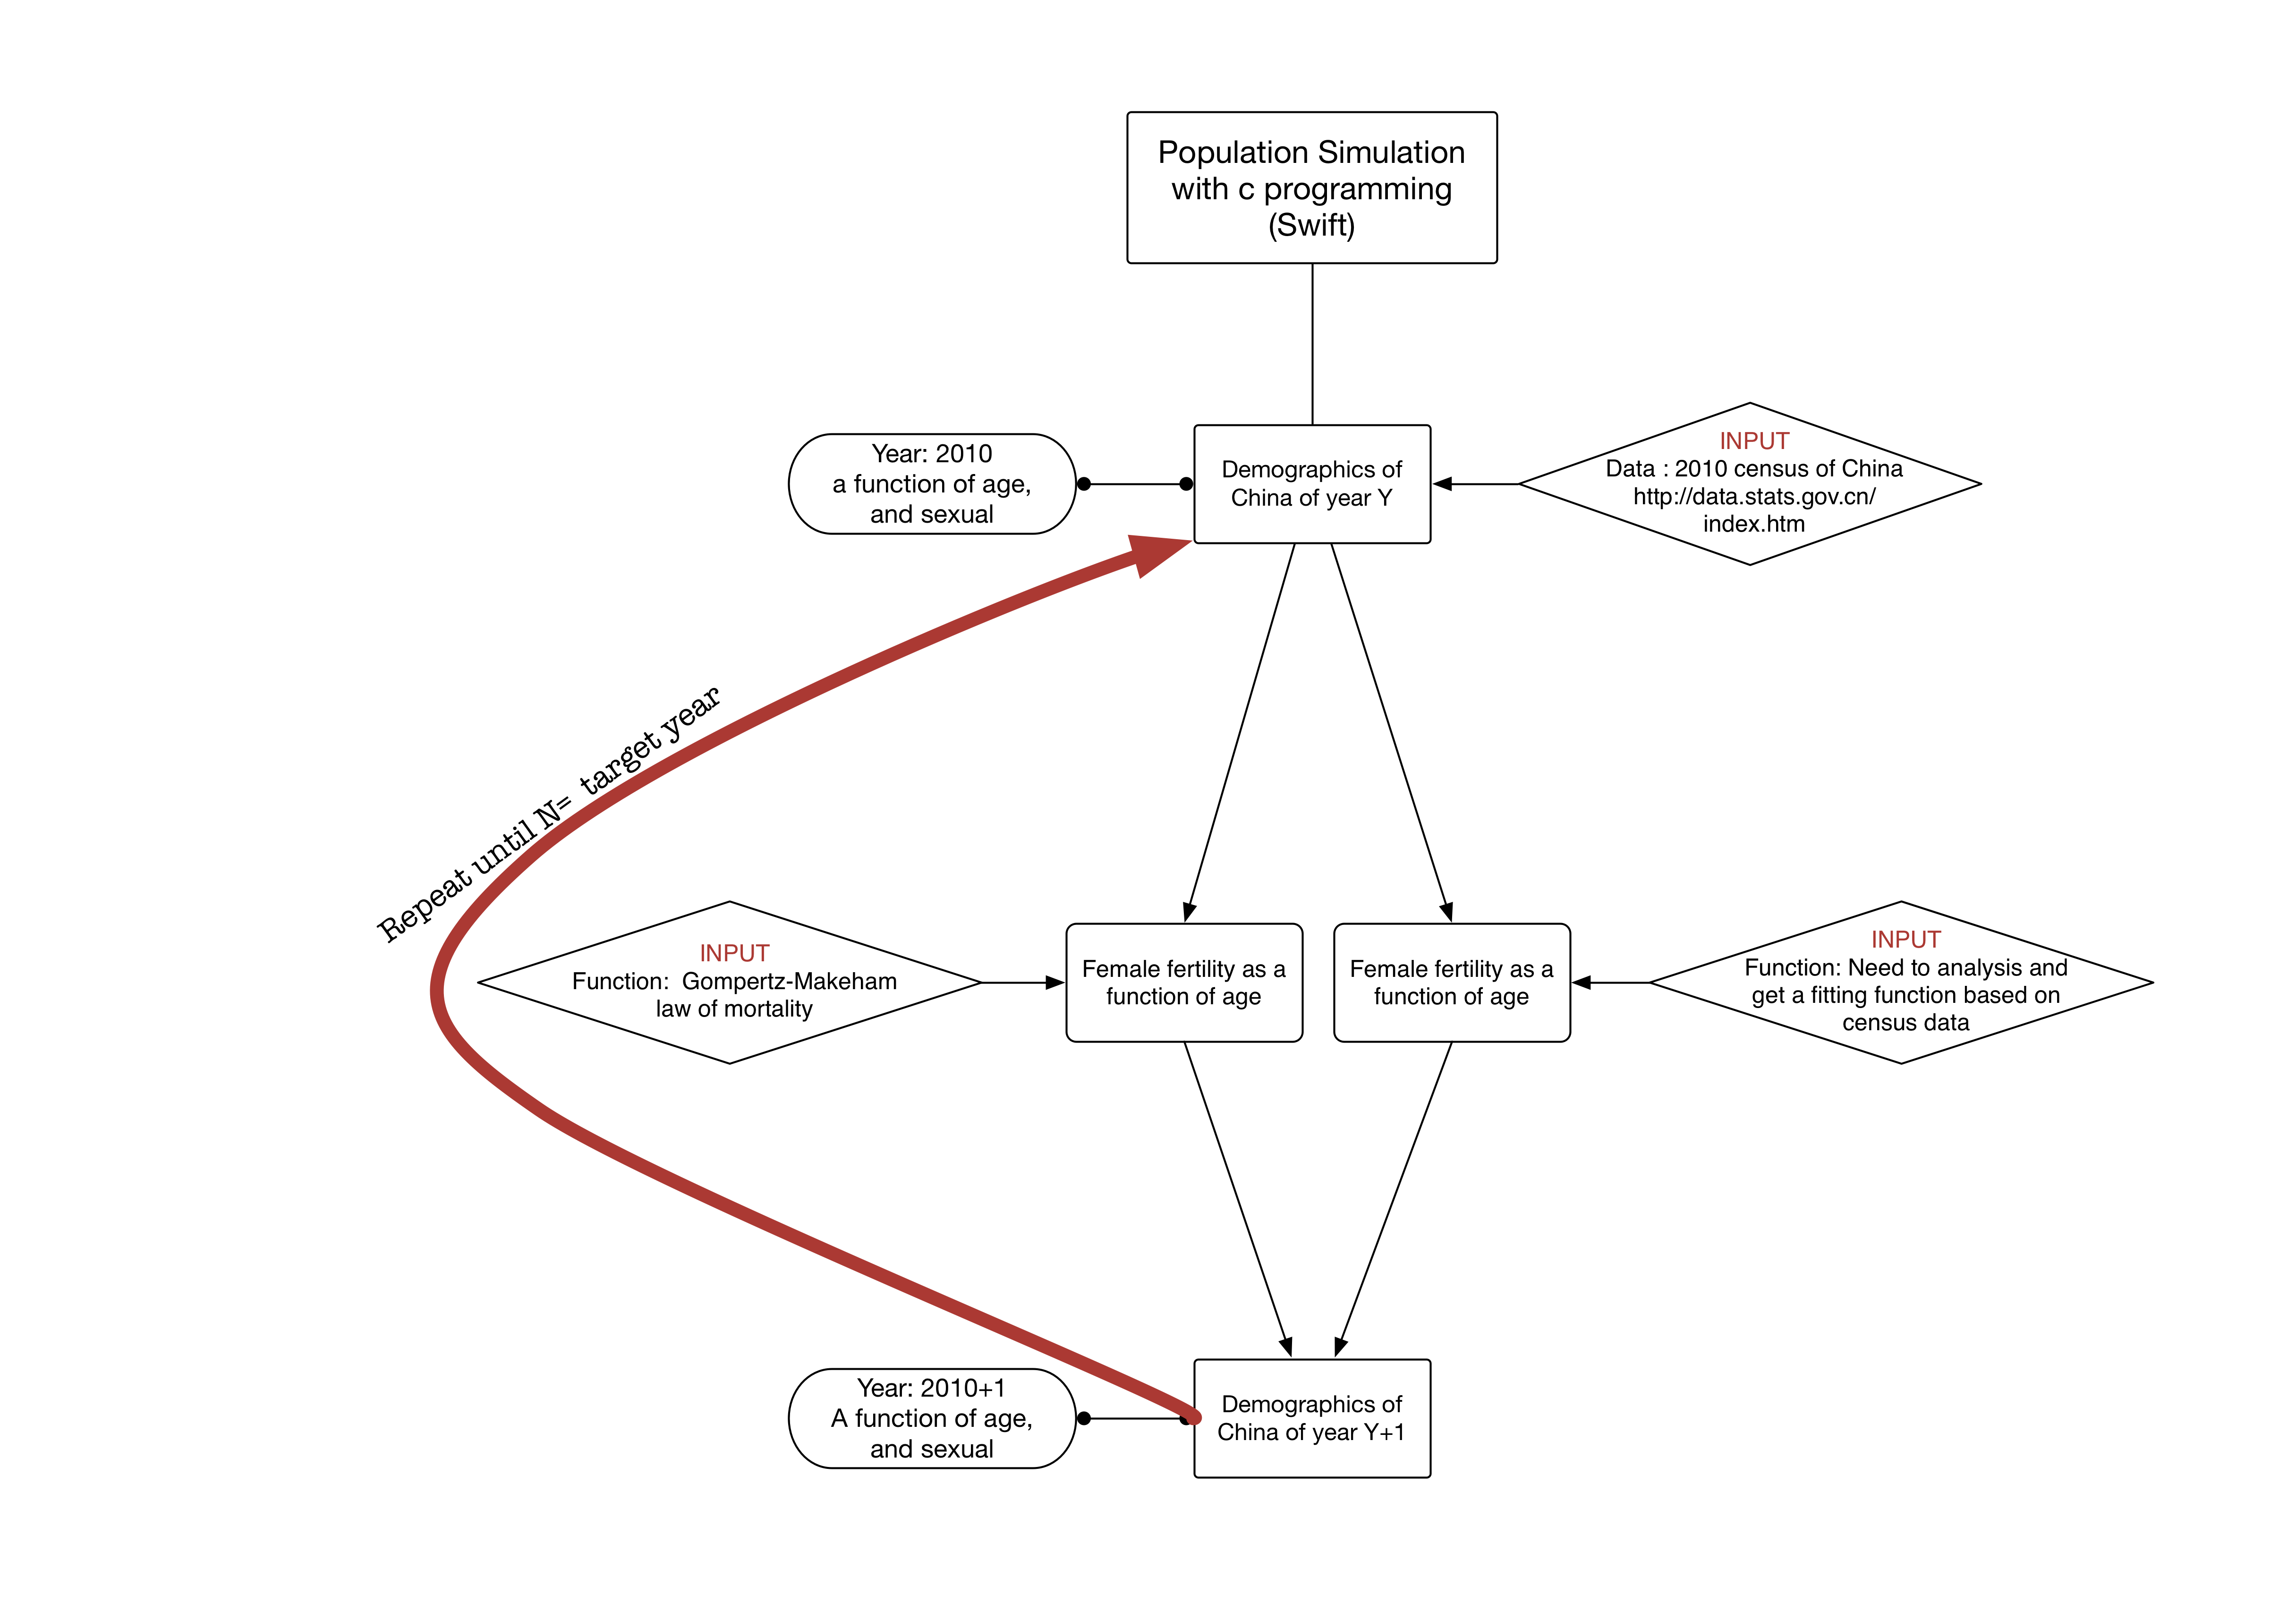 Population Simulation
with c programming
(Swift)
Year: 2010
a function of age,
and sexual
Demographics of
China of year Y
INPUT
Data : 2010 census of China
http://data.stats.gov.cn/
index.htm
Repeat until N= target year
INPUT
Function: Gompertz-Makeham
law of mortality
Female fertility as a
function of age
Female fertility as a
function of age
INPUT
Function: Need to analysis and
get a fitting function based on
census data
Year: 2010+1
A function of age,
and sexual
Demographics of
China of year Y+1